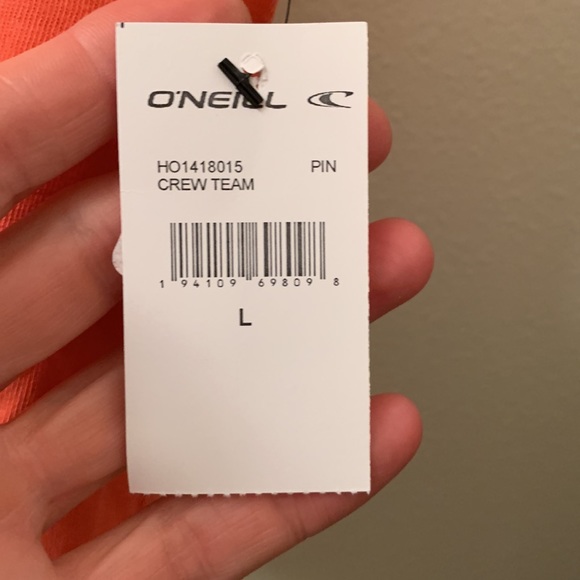 O'NEILL
HO1418015 PIN
CREW TEAM
1 94109 69809 8
L